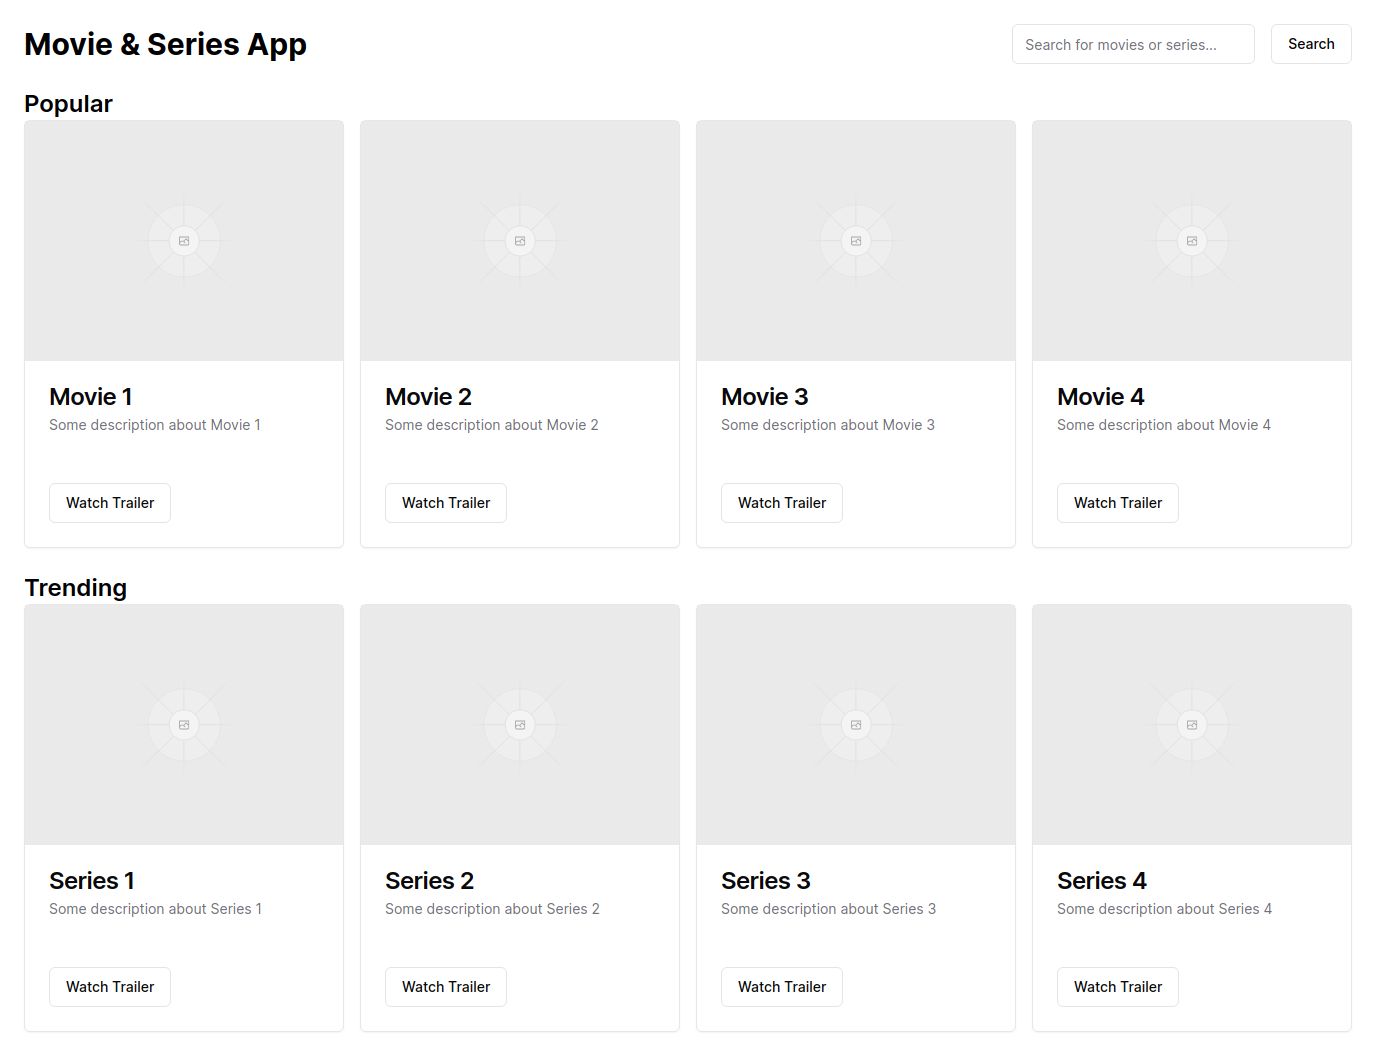 Movie & Series App
Search for movies or series...
Search
Popular
Movie 1
Some description about Movie 1
Watch Trailer
Movie 2
Some description about Movie 2
Watch Trailer
Movie 3
Some description about Movie 3
Watch Trailer
Movie 4
Some description about Movie 4
Watch Trailer
Trending
Series 1
Some description about Series 1
Watch Trailer
Series 2
Some description about Series 2
Watch Trailer
Series 3
Some description about Series 3
Watch Trailer
Series 4
Some description about Series 4
Watch Trailer